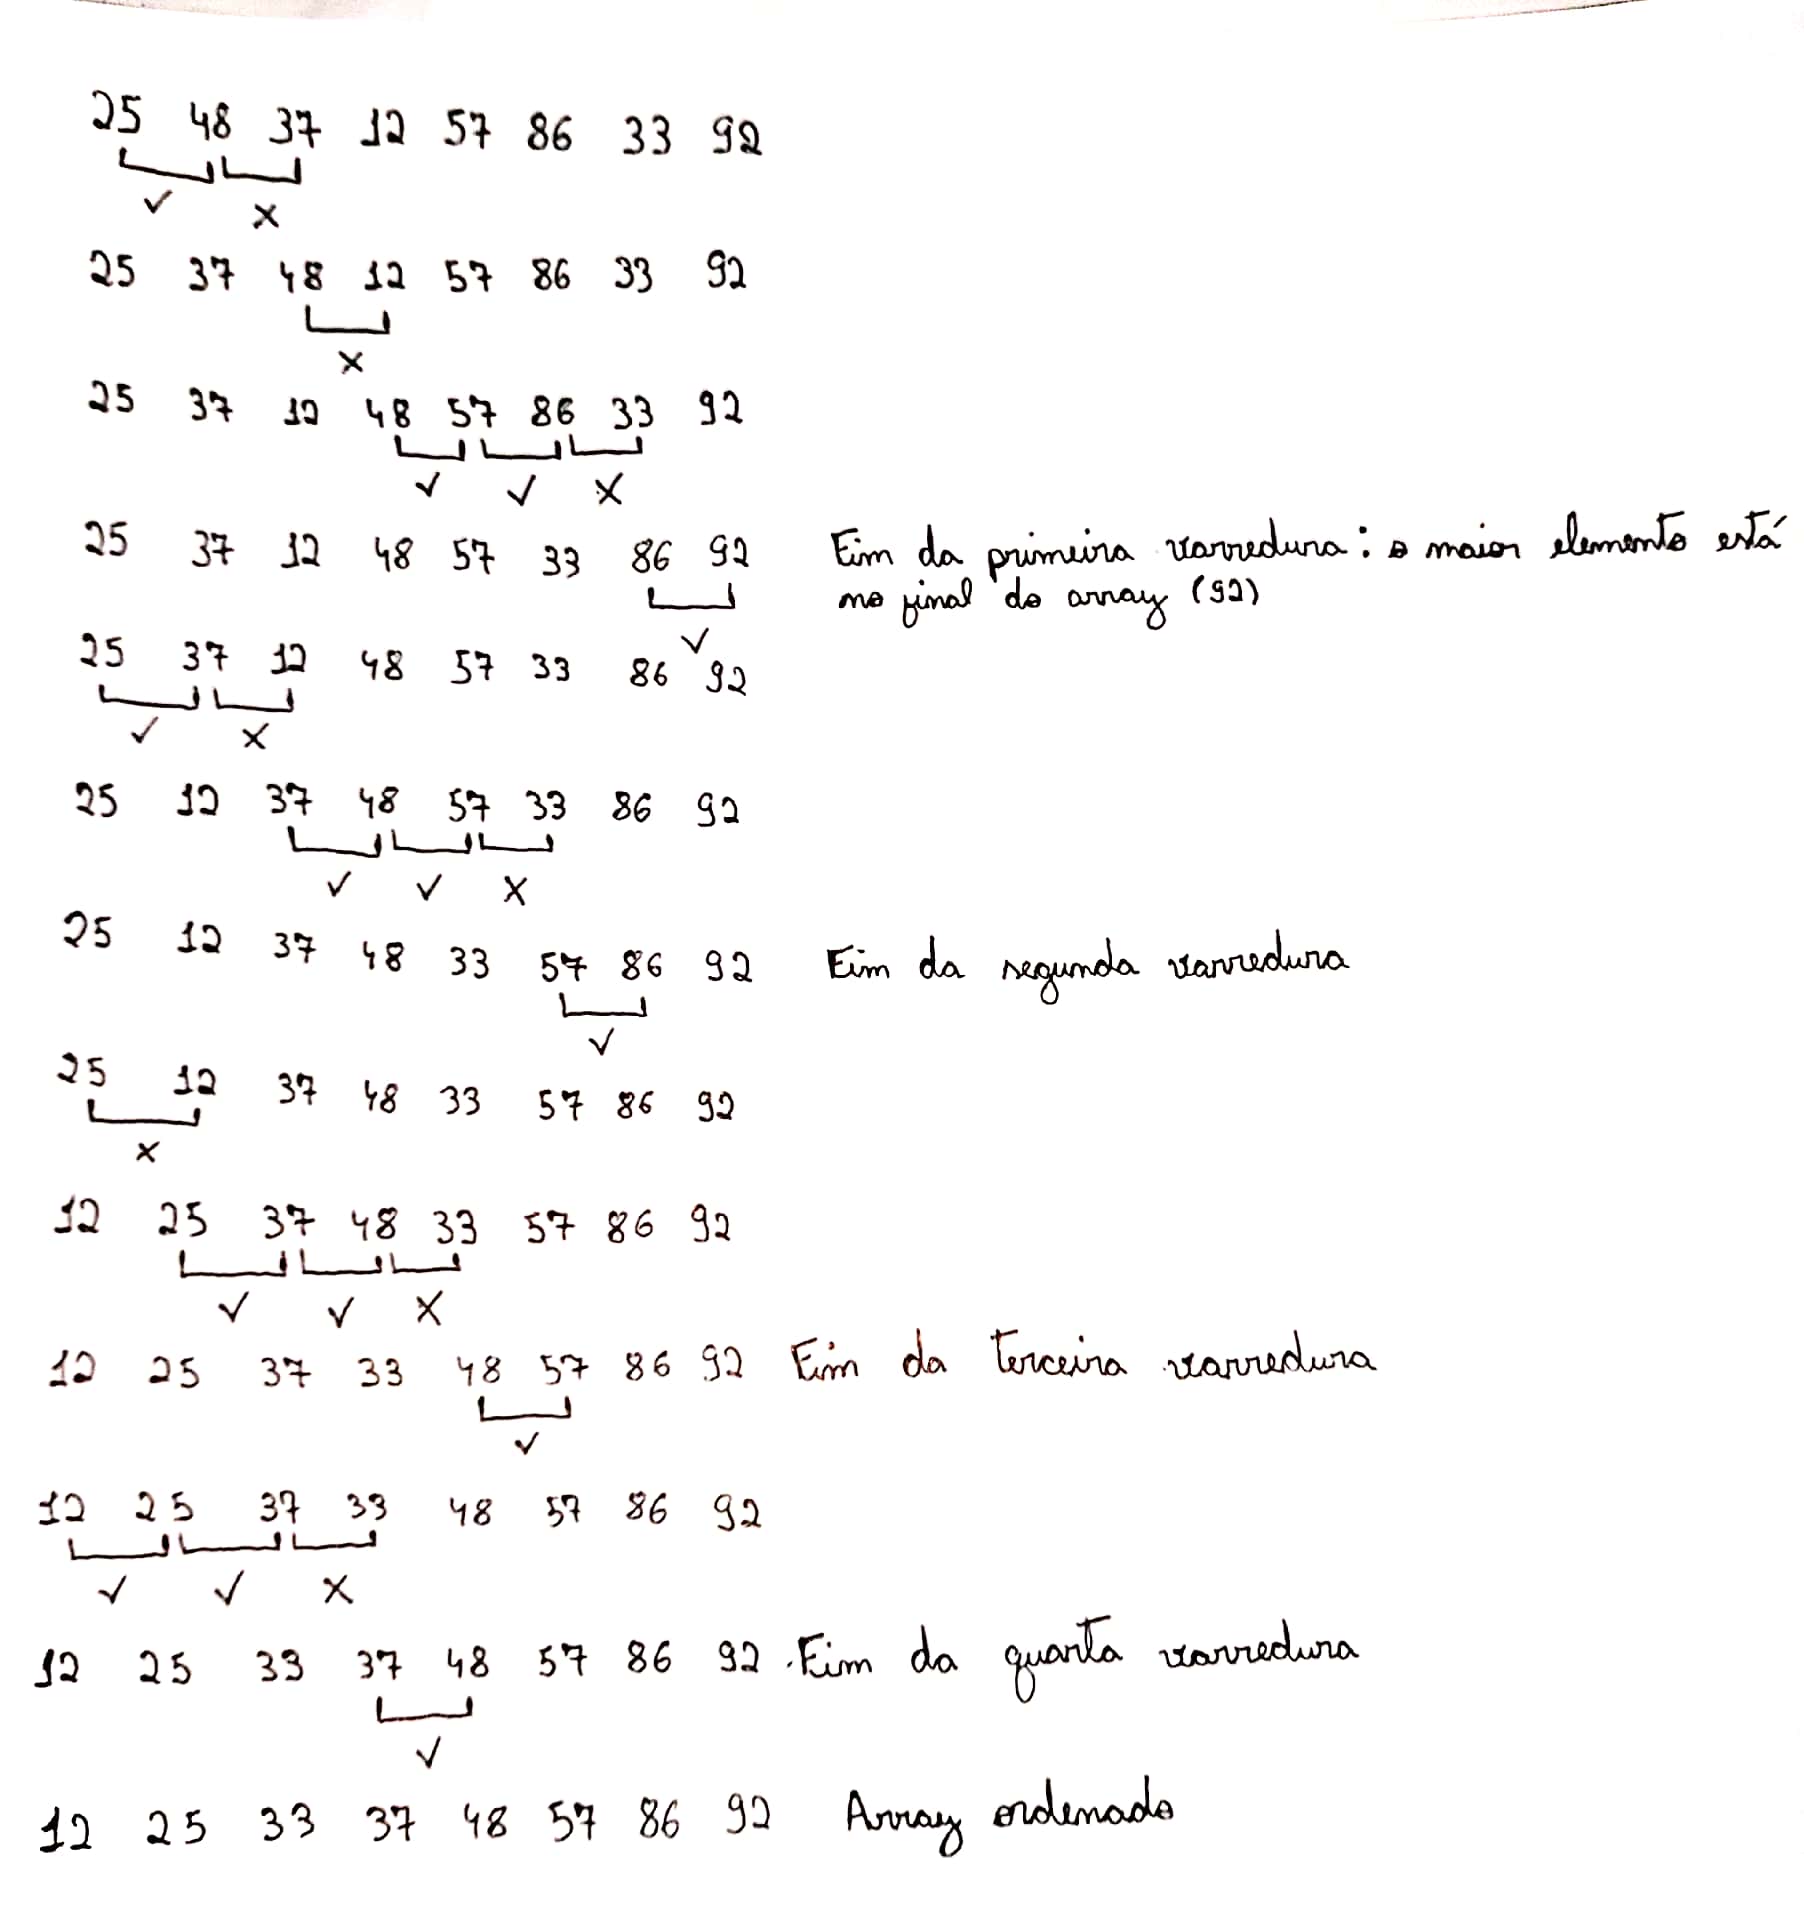 25 48 37 12 57 86 33 92
✓ x
25 37 48 12 57 86 33 92
x
25 37 12 48 57 86 33 92
✓ ✓ x
25 37 12 48 57 33 86 92 Fim da primeira varredura: o maior elemento está
no final do array (92)
✓
25 37 12 48 57 33 86 92
✓ x
25 12 37 48 57 33 86 92
✓ ✓ x
25 12 37 48 33 57 86 92 Fim da segunda varredura
✓
25 12 37 48 33 57 86 92
x
12 25 37 48 33 57 86 92
✓ ✓ x
12 25 37 33 48 57 86 92 Fim da terceira varredura
✓
12 25 37 33 48 57 86 92
✓ ✓ x
12 25 33 37 48 57 86 92 Fim da quarta varredura
✓
12 25 33 37 48 57 86 92 Array ordenado